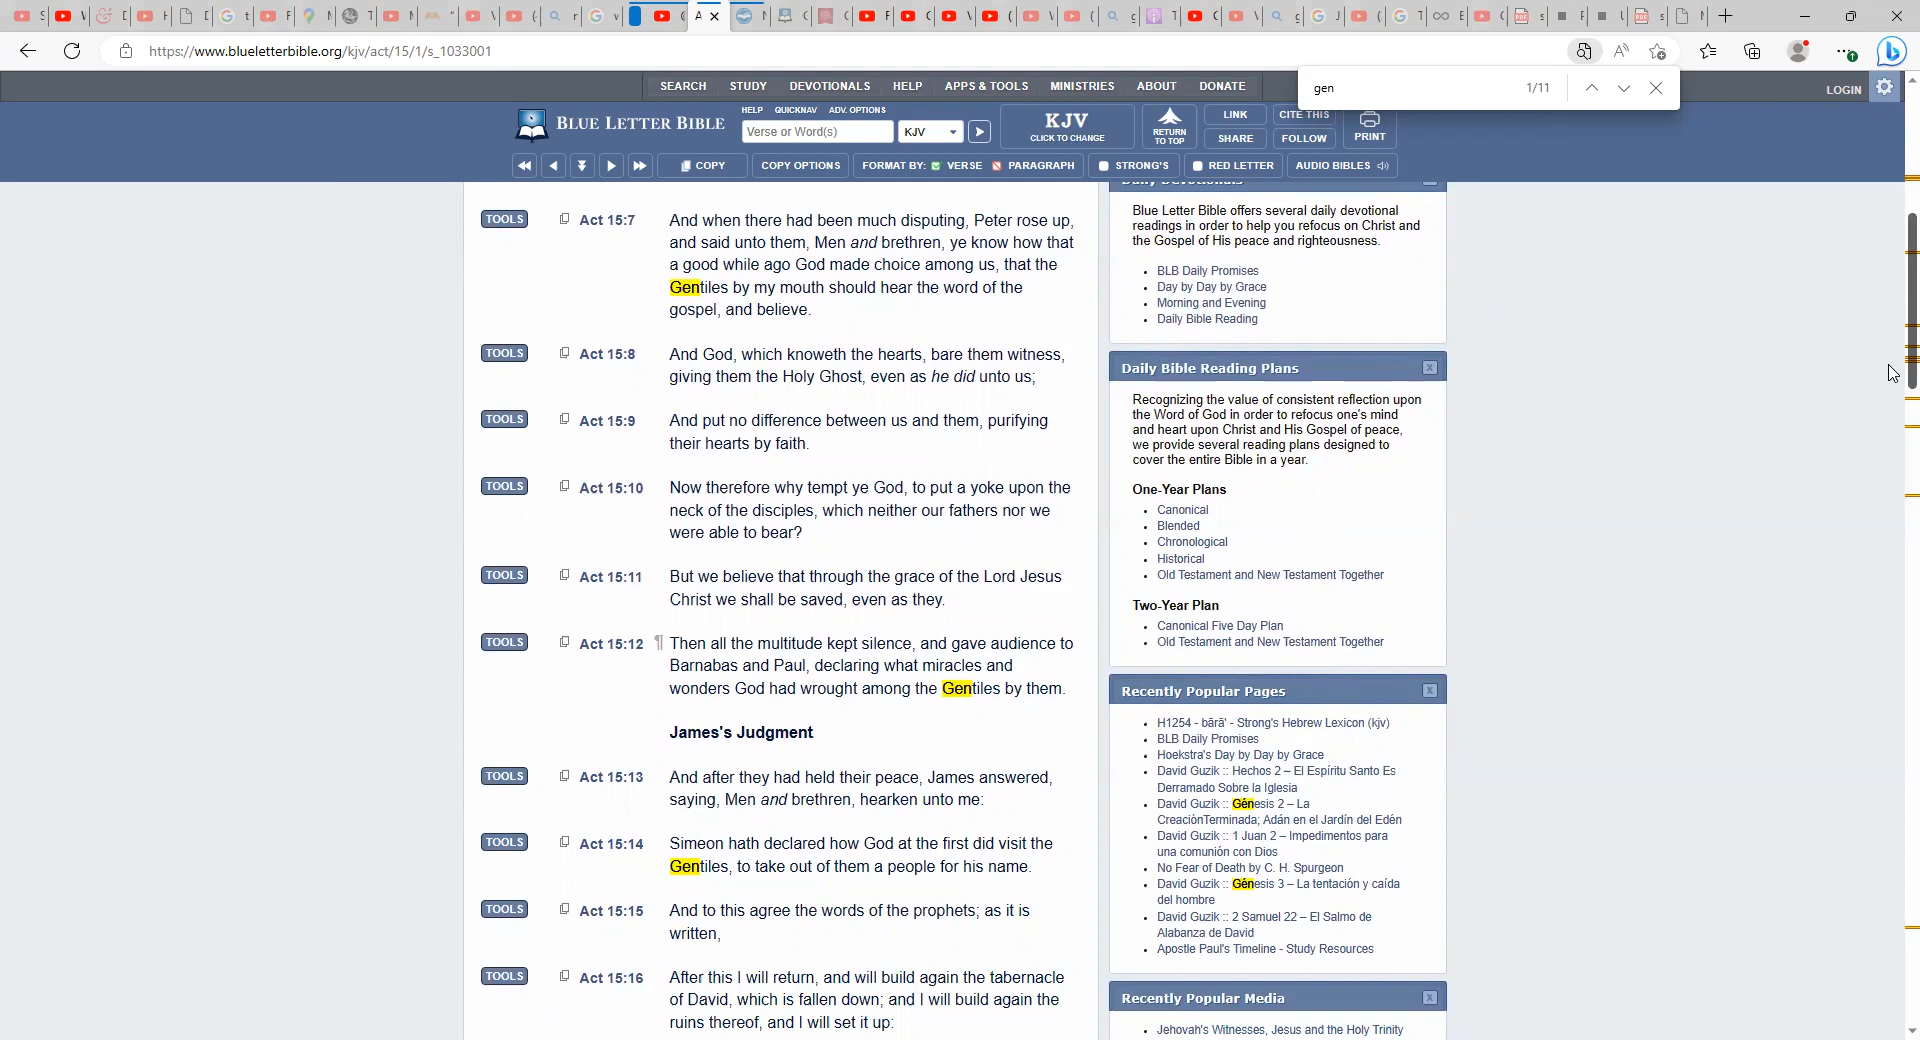 https://www.blueletterbible.org/kjv/act/15/1/s_1033001
gen 1/11
SEARCH STUDY DEVOTIONALS HELP APPS & TOOLS MINISTRIES ABOUT DONATE LOGIN
HELP QUICKNAV ADV. OPTIONS
BLUE LETTER BIBLE
Verse or Word(s) KJV
KJV
CLICK TO CHANGE
RETURN
TO TOP
LINK CITE THIS
SHARE FOLLOW
PRINT
COPY COPY OPTIONS FORMAT BY: VERSE PARAGRAPH STRONG'S RED LETTER AUDIO BIBLES
TOOLS Act 15:7 And when there had been much disputing, Peter rose up,
and said unto them, Men and brethren, ye know how that
a good while ago God made choice among us, that the
Gentiles by my mouth should hear the word of the
gospel, and believe.
TOOLS Act 15:8 And God, which knoweth the hearts, bare them witness,
giving them the Holy Ghost, even as he did unto us;
TOOLS Act 15:9 And put no difference between us and them, purifying
their hearts by faith.
TOOLS Act 15:10 Now therefore why tempt ye God, to put a yoke upon the
neck of the disciples, which neither our fathers nor we
were able to bear?
TOOLS Act 15:11 But we believe that through the grace of the Lord Jesus
Christ we shall be saved, even as they.
TOOLS Act 15:12 ¶ Then all the multitude kept silence, and gave audience to
Barnabas and Paul, declaring what miracles and
wonders God had wrought among the Gentiles by them.
James's Judgment
TOOLS Act 15:13 And after they had held their peace, James answered,
saying, Men and brethren, hearken unto me:
TOOLS Act 15:14 Simeon hath declared how God at the first did visit the
Gentiles, to take out of them a people for his name.
TOOLS Act 15:15 And to this agree the words of the prophets; as it is
written,
TOOLS Act 15:16 After this I will return, and will build again the tabernacle
of David, which is fallen down; and I will build again the
ruins thereof, and I will set it up:
Daily Devotionals
Blue Letter Bible offers several daily devotional
readings in order to help you refocus on Christ and
the Gospel of His peace and righteousness.
BLB Daily Promises
Day by Day by Grace
Morning and Evening
Daily Bible Reading
Daily Bible Reading Plans
Recognizing the value of consistent reflection upon
the Word of God in order to refocus one's mind
and heart upon Christ and His Gospel of peace,
we provide several reading plans designed to
cover the entire Bible in a year.
One-Year Plans
Canonical
Blended
Chronological
Historical
Old Testament and New Testament Together
Two-Year Plan
Canonical Five Day Plan
Old Testament and New Testament Together
Recently Popular Pages
H1254 - bārā' - Strong's Hebrew Lexicon (kjv)
BLB Daily Promises
Hoekstra's Day by Day by Grace
David Guzik :: Hechos 2 – El Espíritu Santo Es
Derramado Sobre la Iglesia
David Guzik :: Génesis 2 – La
CreaciónTerminada; Adán en el Jardín del Edén
David Guzik :: 1 Juan 2 – Impedimentos para
una comunión con Dios
No Fear of Death by C. H. Spurgeon
David Guzik :: Génesis 3 – La tentación y caída
del hombre
David Guzik :: 2 Samuel 22 – El Salmo de
Alabanza de David
Apostle Paul's Timeline - Study Resources
Recently Popular Media
Jehovah's Witnesses, Jesus and the Holy Trinity